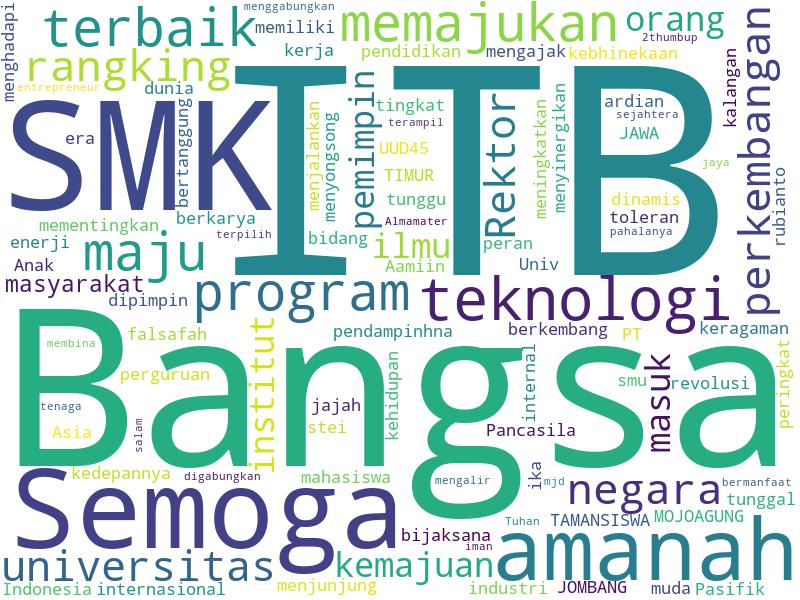 menghadapi
terbaik
menggabungkan
memiliki
memajukan
orang
2thumbup
kerja
pendidikan
mengajak
kebhinekaan
rangking
entrepreneur
dunia
kalangan
perkembangan
SMK
ITB
era
bertanggung
menjalankan
menyongsong
pemimpin
tingkat
terampil
UUD45
TIMUR
tunggu
Almamater
Rektor
meningkatkan
menyinergikan
ardian
sejahtera
JAWA
dinamis
toleran
pahalanya
jaya
rubianto
mementingkan
berkarya
terpilih
enerji
maju
bidang
ilmu
peran
Anak
Aamiin
Univ
masyarakat
dipimpin
program
teknologi
falsafah
pendampinhna
berkembang
PT
keragaman
Bangsa
membina
perguruan
institut
kehidupan
internal
masuk
smu
revolusi
peringkat
tenaga
jajah
Asia
salam
stei
Pancasila
kedepannya
digabungkan
mahasiswa
mengalir
ika
mjd
negara
bermanfaat
tunggal
Semoga
Tuhan
TAMANSISWA
MOJOAGUNG
bijaksana
iman
amanah
universitas
kemajuan
Indonesia
internasional
menjunjung
industri
JOMBANG
muda
Pasifik